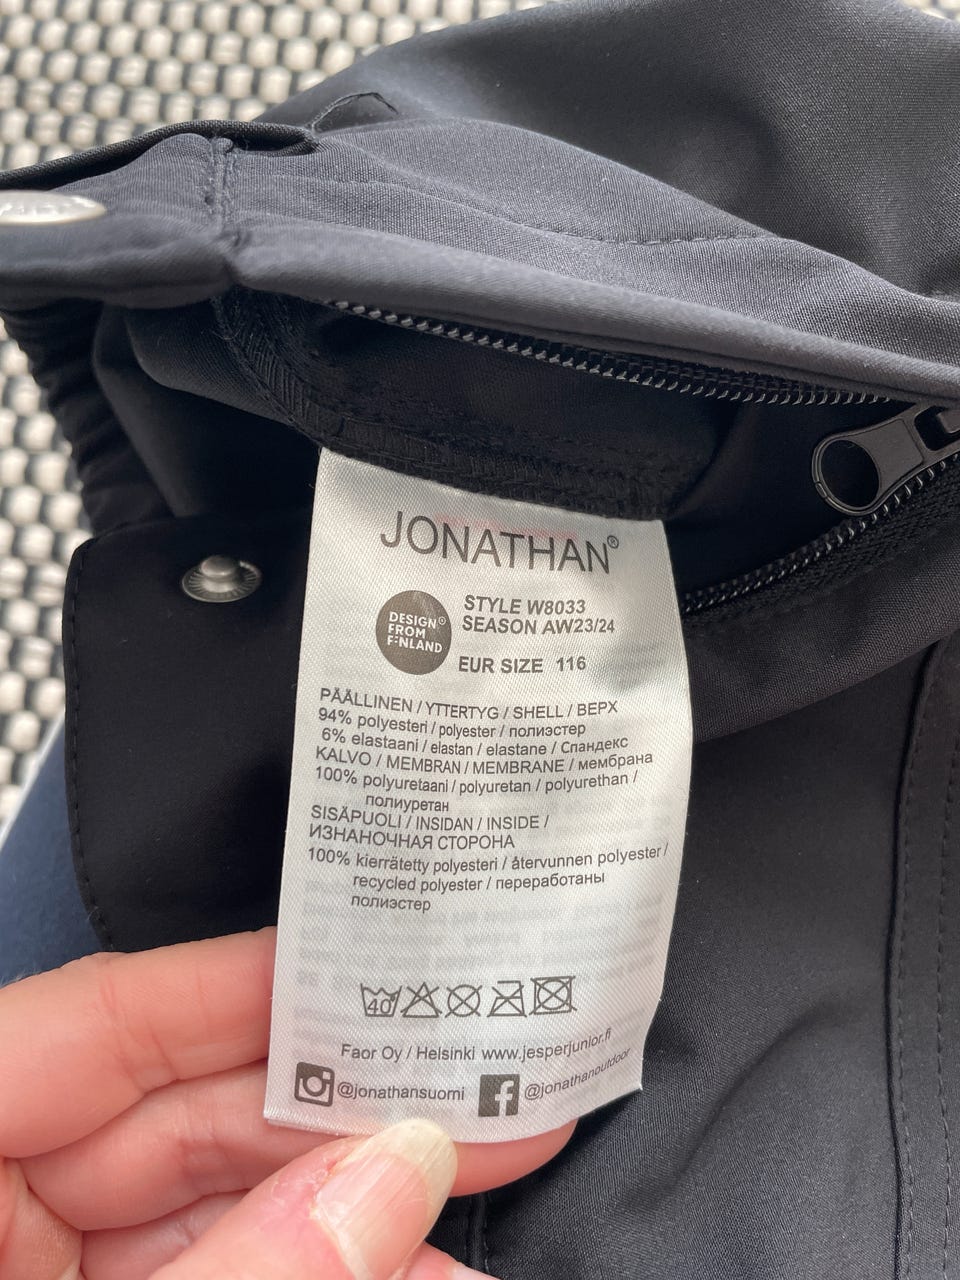 JONATHAN®
DESIGN®
FROM
FINLAND
STYLE W8033
SEASON AW23/24
EUR SIZE 116
PÄÄLLINEN / YTTERTYG / SHELL / ВЕРХ
94% polyesteri / polyester / полиэстер
6% elastaani / elastan / elastane / Спандекс
KALVO / MEMBRAN / MEMBRANE / мембрана
100% polyuretaani / polyuretan / polyurethan /
полиуретан
SISÄPUOLI / INSIDAN / INSIDE /
ИЗНАНОЧНАЯ СТОРОНА
100% kierrätetty polyesteri / återvunnen polyester /
recycled polyester / переработаны
полиэстер
40
Faor Oy / Helsinki www.jesperjunior.fi
@jonathansuomi
@jonathanoutdoor